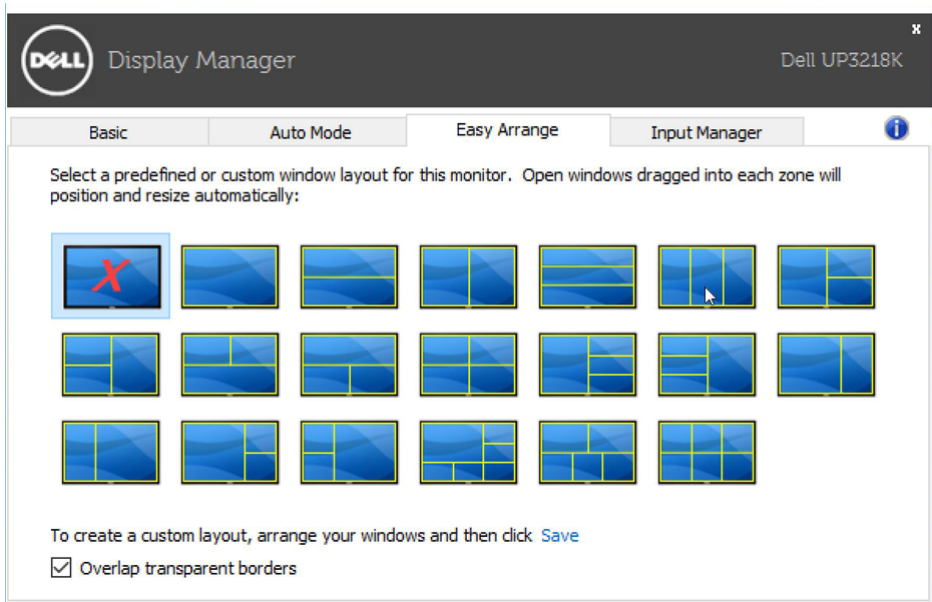 x
DELL Display Manager Dell UP3218K
Basic Auto Mode Easy Arrange Input Manager i
Select a predefined or custom window layout for this monitor. Open windows dragged into each zone will
position and resize automatically:
X
To create a custom layout, arrange your windows and then click Save
Overlap transparent borders